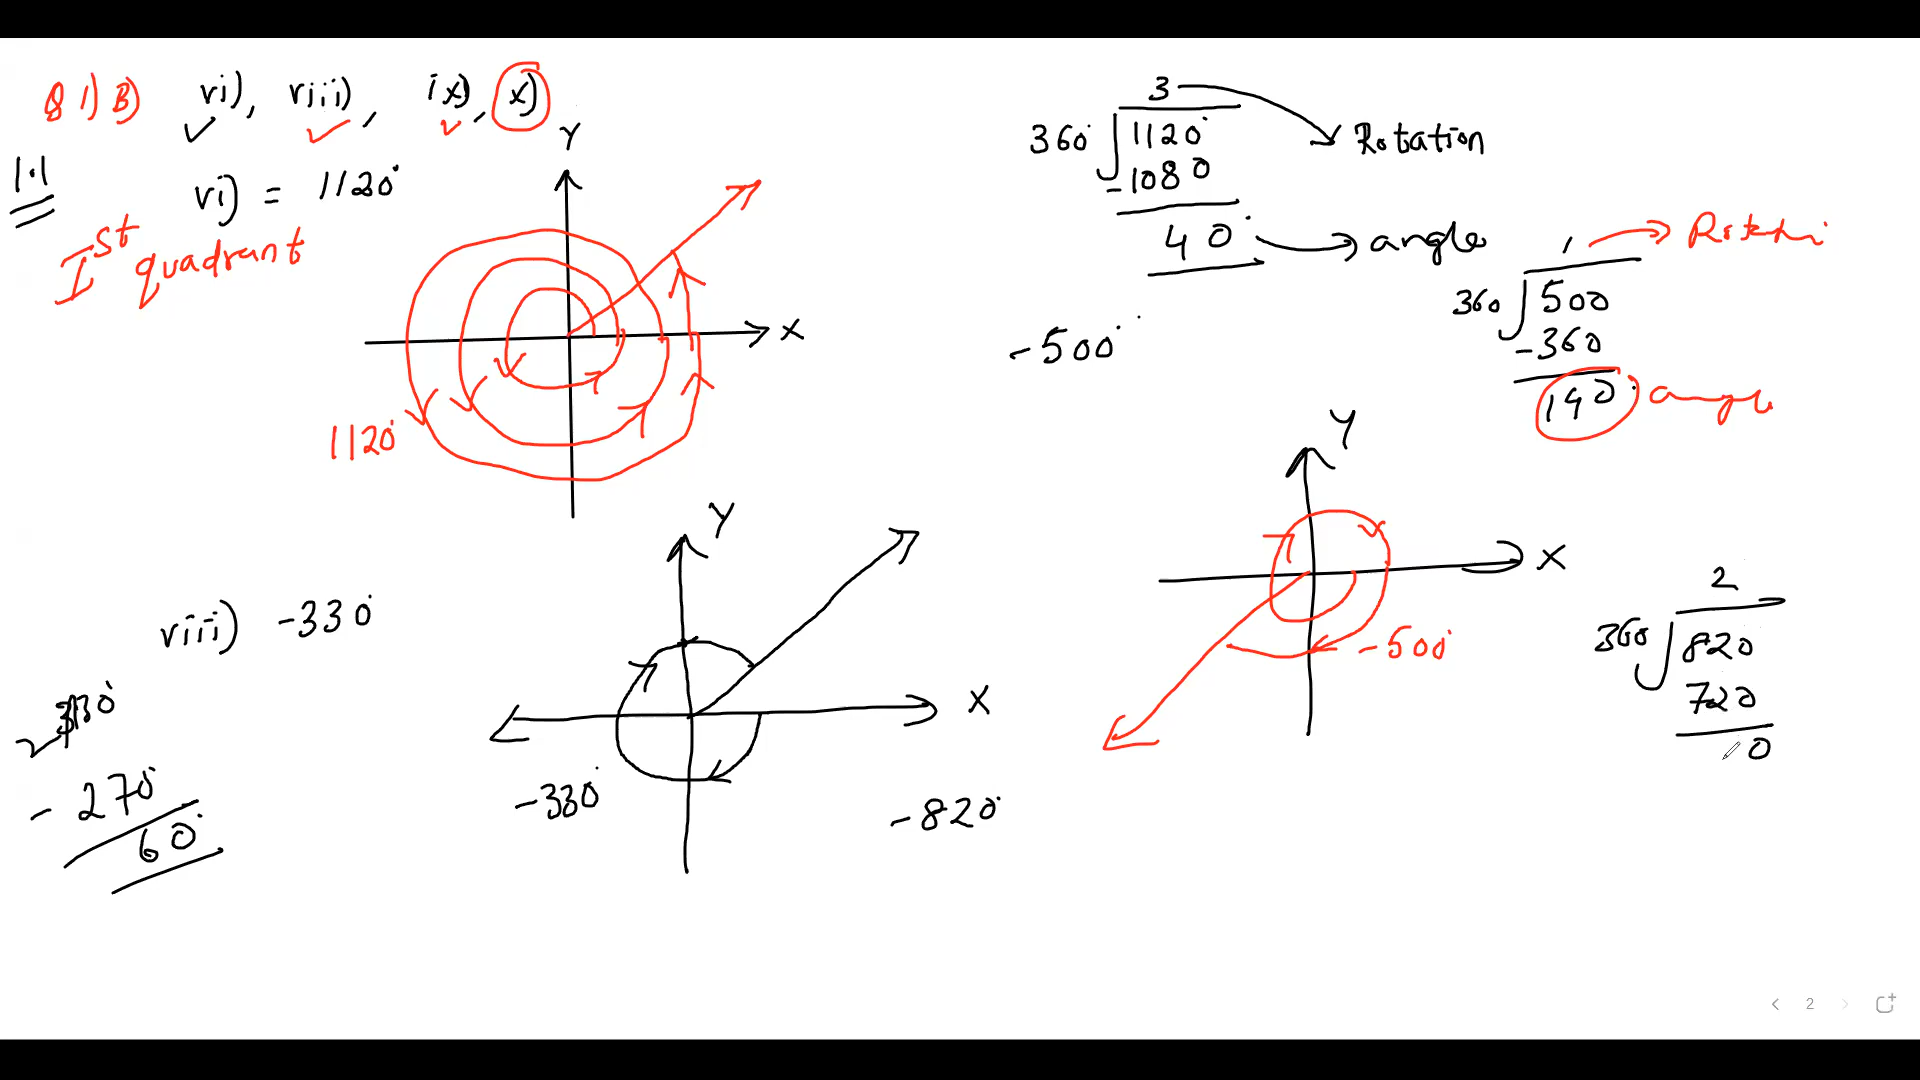 Q 1) B) vi), viii), ix), x)
1.1
vi) = 1120°
Ist quadrant
Y
X
1120°
3
360° 1120° Rotation
-1080
40° angle
-500°
1
360 500
-360
140° angle
Y
X
-500°
viii) -330°
Y
X
-330°
-270°
60°
-820°
2
360 820
720
0
2